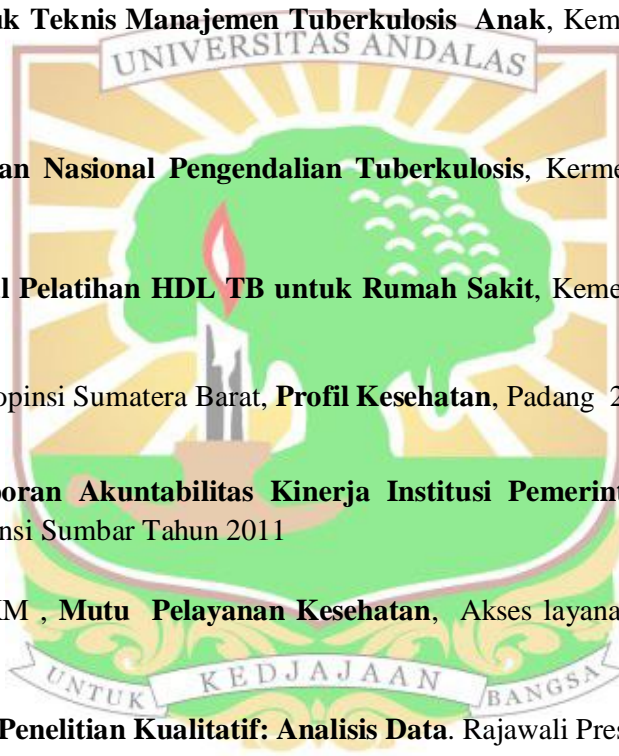 uk Teknis Manajemen Tuberkulosis Anak, Kem
UNIVERSITAS ANDALAS
an Nasional Pengendalian Tuberkulosis, Kerme
l Pelatihan HDL TB untuk Rumah Sakit, Keme
opinsi Sumatera Barat, Profil Kesehatan, Padang 2
poran Akuntabilitas Kinerja Institusi Pemerint
nsi Sumbar Tahun 2011
KM , Mutu Pelayanan Kesehatan, Akses layana
UNTUK KEDJAJAAN BANGSA
Penelitian Kualitatif: Analisis Data. Rajawali Pres